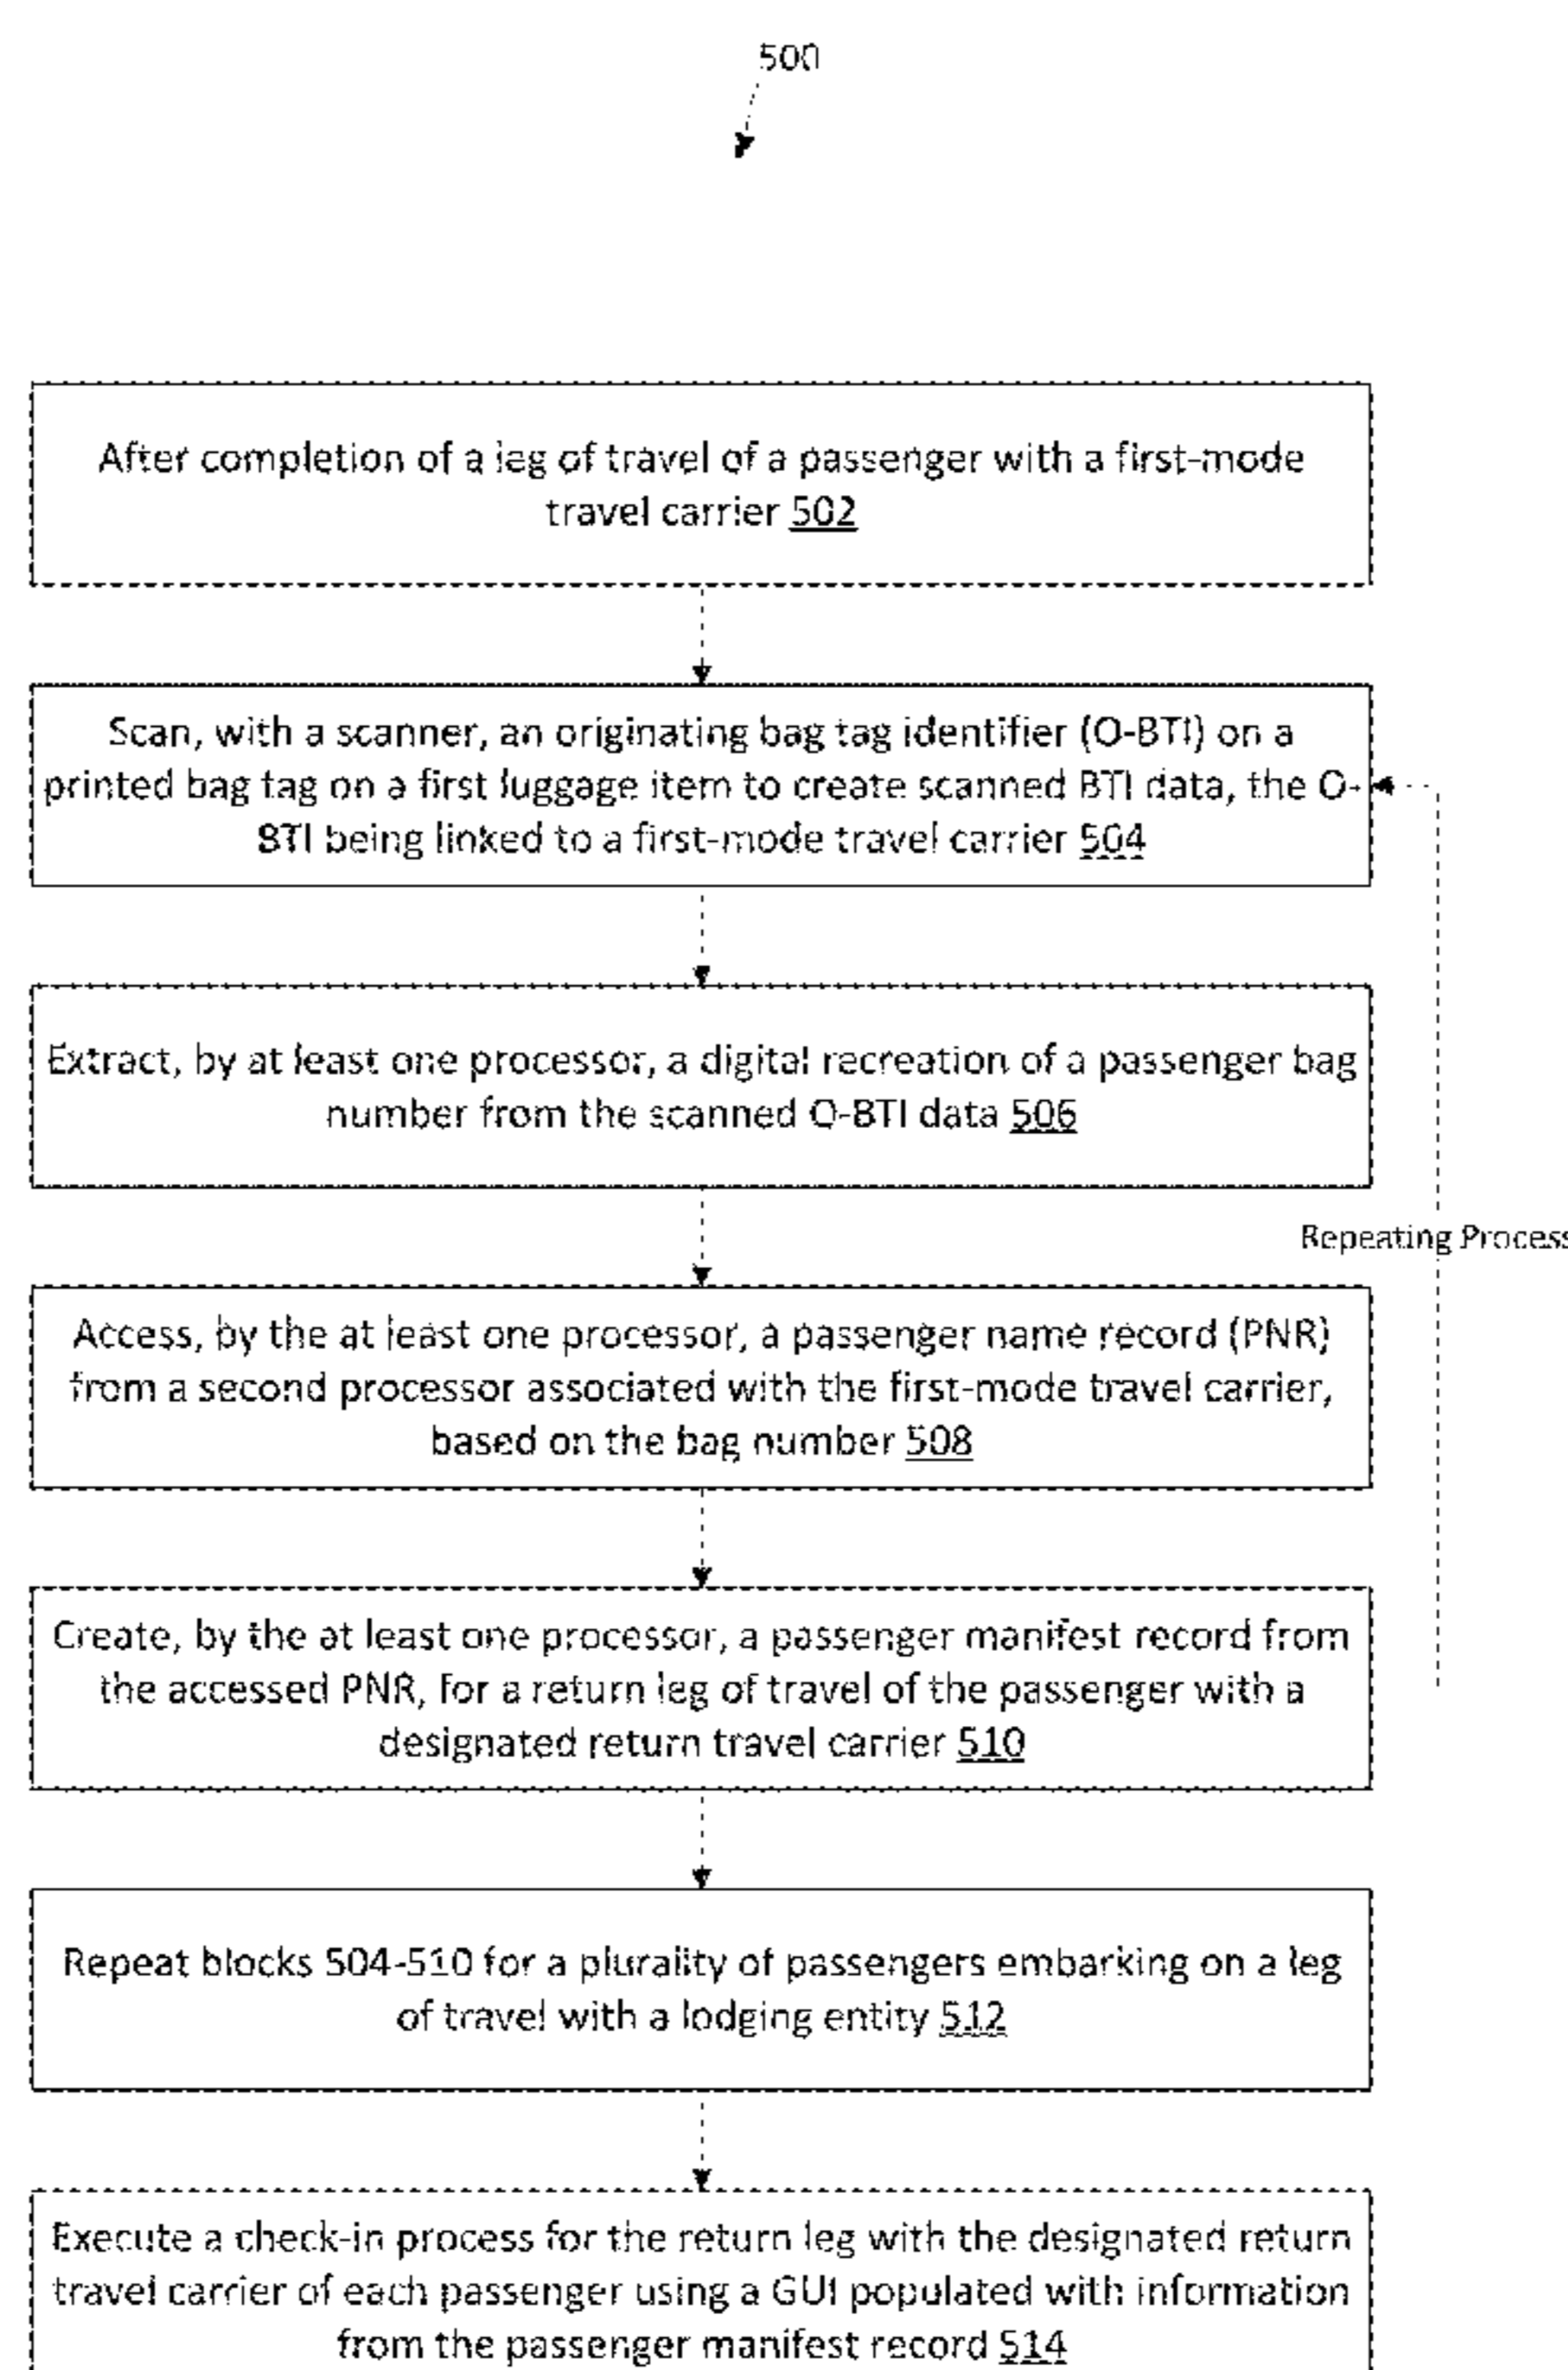 500
After completion of a leg of travel of a passenger with a first-mode
travel carrier 502
Scan, with a scanner, an originating bag tag identifier (O-BTI) on a
printed bag tag on a first luggage item to create scanned BTI data, the O-
BTI being linked to a first-mode travel carrier 504
Extract, by at least one processor, a digital recreation of a passenger bag
number from the scanned O-BTI data 506
Repeating Process
Access, by the at least one processor, a passenger name record (PNR)
from a second processor associated with the first-mode travel carrier,
based on the bag number 508
Create, by the at least one processor, a passenger manifest record from
the accessed PNR, for a return leg of travel of the passenger with a
designated return travel carrier 510
Repeat blocks 504-510 for a plurality of passengers embarking on a leg
of travel with a lodging entity 512
Execute a check-in process for the return leg with the designated return
travel carrier of each passenger using a GUI populated with information
from the passenger manifest record 514